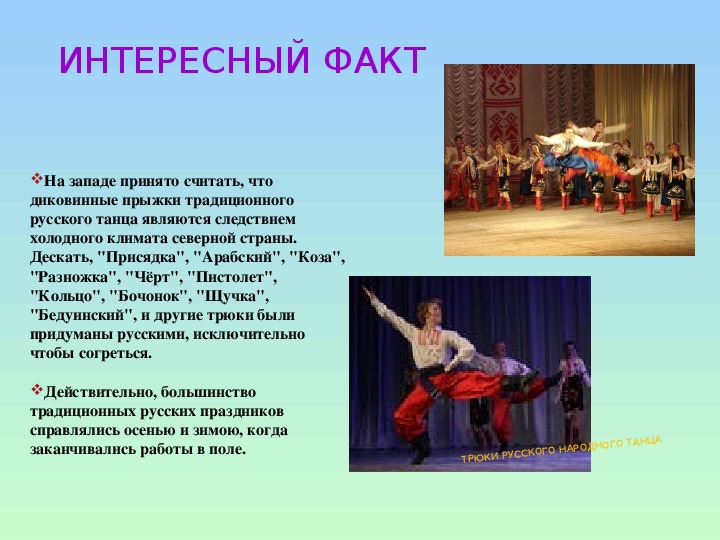 ИНТЕРЕСНЫЙ ФАКТ
На западе принято считать, что
диковинные прыжки традиционного
русского танца являются следствием
холодного климата северной страны.
Дескать, "Присядка", "Арабский", "Коза",
"Разножка", "Чёрт", "Пистолет",
"Кольцо", "Бочонок", "Щучка",
"Бедуинский", и другие трюки были
придуманы русскими, исключительно
чтобы согреться.
Действительно, большинство
традиционных русских праздников
справлялись осенью и зимою, когда
заканчивались работы в поле.
ТРЮКИ РУССКОГО НАРОДНОГО ТАНЦА